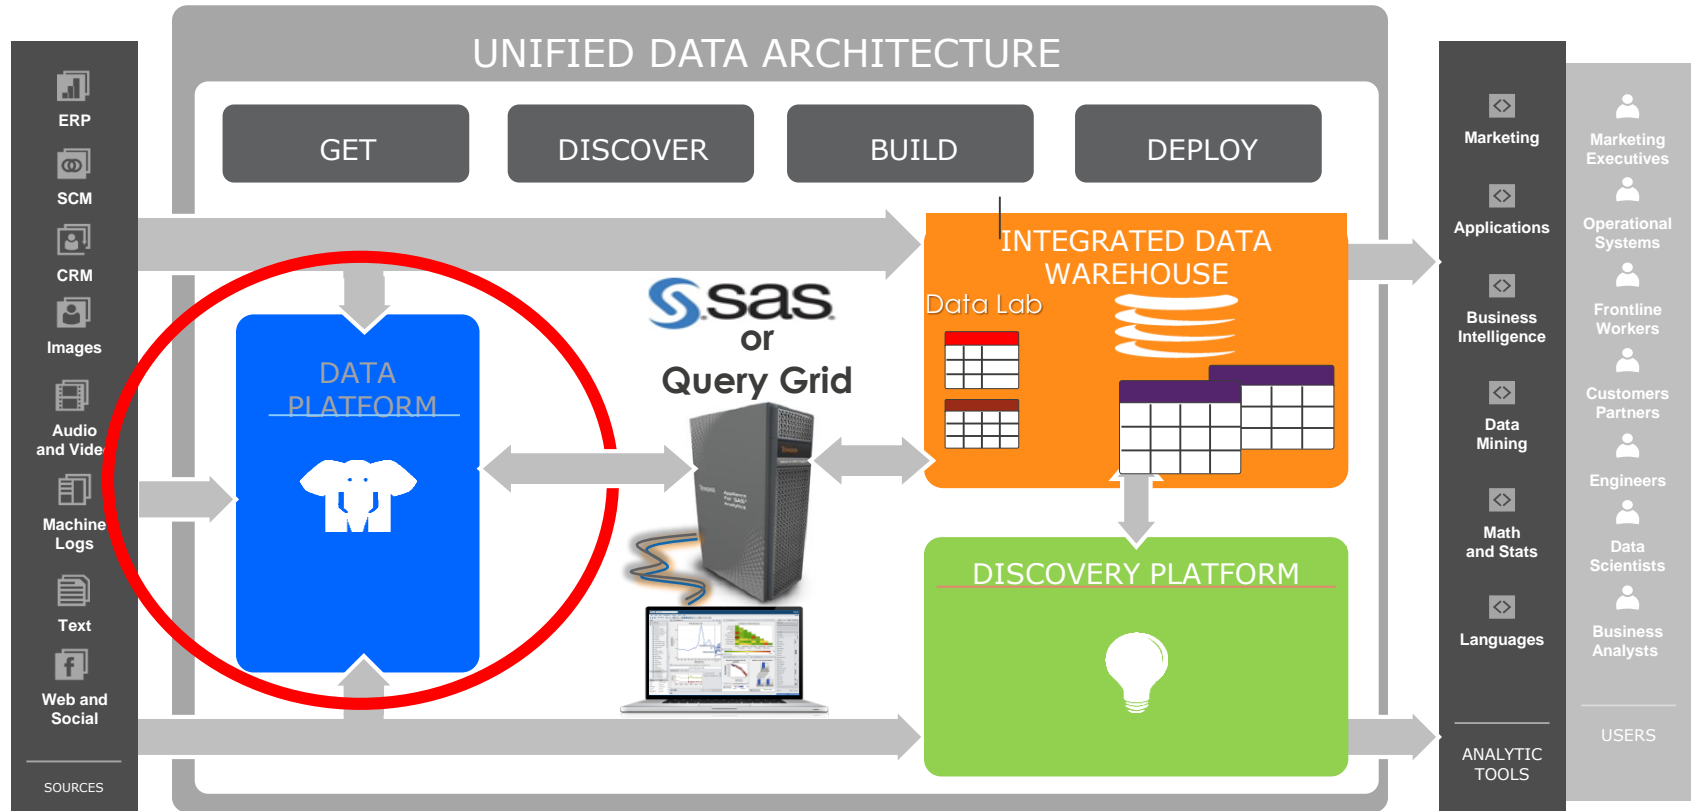 UNIFIED DATA ARCHITECTURE
GET
DISCOVER
BUILD
DEPLOY
ERP
SCM
CRM
Images
Audio
and Video
Machine
Logs
Text
Web and
Social
SOURCES
DATA
PLATFORM
sas
or
Query Grid
INTEGRATED DATA
WAREHOUSE
Data Lab
DISCOVERY PLATFORM
Marketing
Applications
Business
Intelligence
Data
Mining
Math
and Stats
Languages
ANALYTIC
TOOLS
Marketing
Executives
Operational
Systems
Frontline
Workers
Customers
Partners
Engineers
Data
Scientists
Business
Analysts
USERS